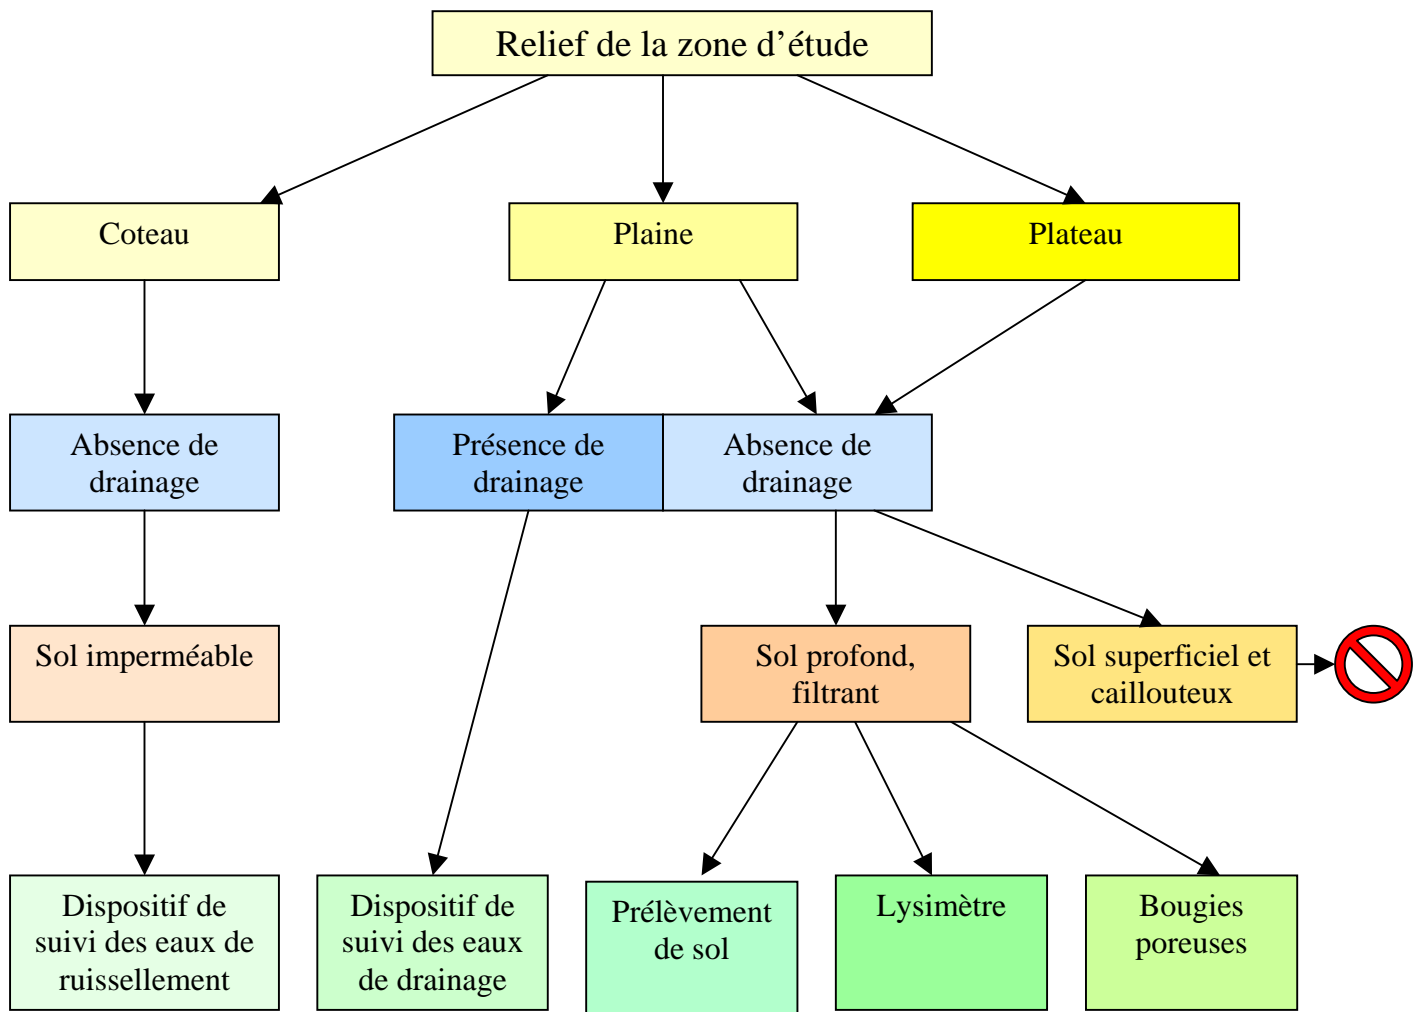 Relief de la zone d’étude
Coteau
Plaine
Plateau
Absence de
drainage
Présence de
drainage
Absence de
drainage
Sol imperméable
Sol profond,
filtrant
Sol superficiel et
caillouteux
Dispositif de
suivi des eaux de
ruissellement
Dispositif de
suivi des eaux
de drainage
Prélèvement
de sol
Lysimètre
Bougies
poreuses